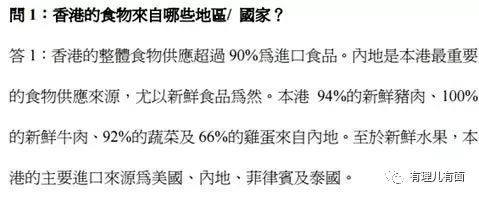 問1：香港的食物來自哪些地區/ 國家？
答1：香港的整體食物供應超過90%爲進口食品。內地是本港最重要
的食物供應來源，尤以新鮮食品爲然。本港 94%的新鮮豬肉、100%
的新鮮牛肉、92%的蔬菜及66%的雞蛋來自內地。至於新鮮水果，本
港的主要進口來源爲美國、內地、菲律賓及泰國。
有理儿有面